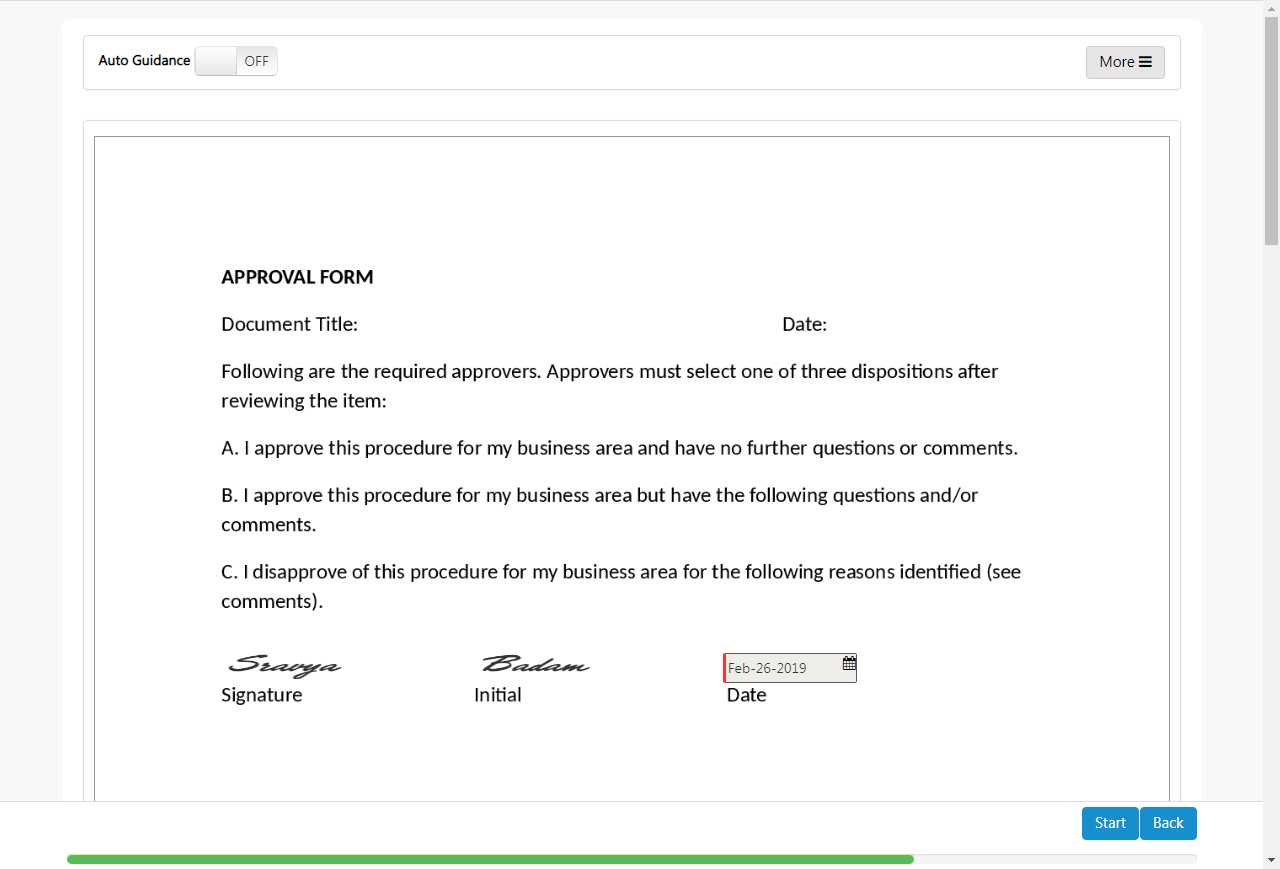 Auto Guidance OFF More
APPROVAL FORM
Document Title: Date:
Following are the required approvers. Approvers must select one of three dispositions after
reviewing the item:
A. I approve this procedure for my business area and have no further questions or comments.
B. I approve this procedure for my business area but have the following questions and/or
comments.
C. I disapprove of this procedure for my business area for the following reasons identified (see
comments).
Sravya Badam Feb-26-2019
Signature Initial Date
Start Back